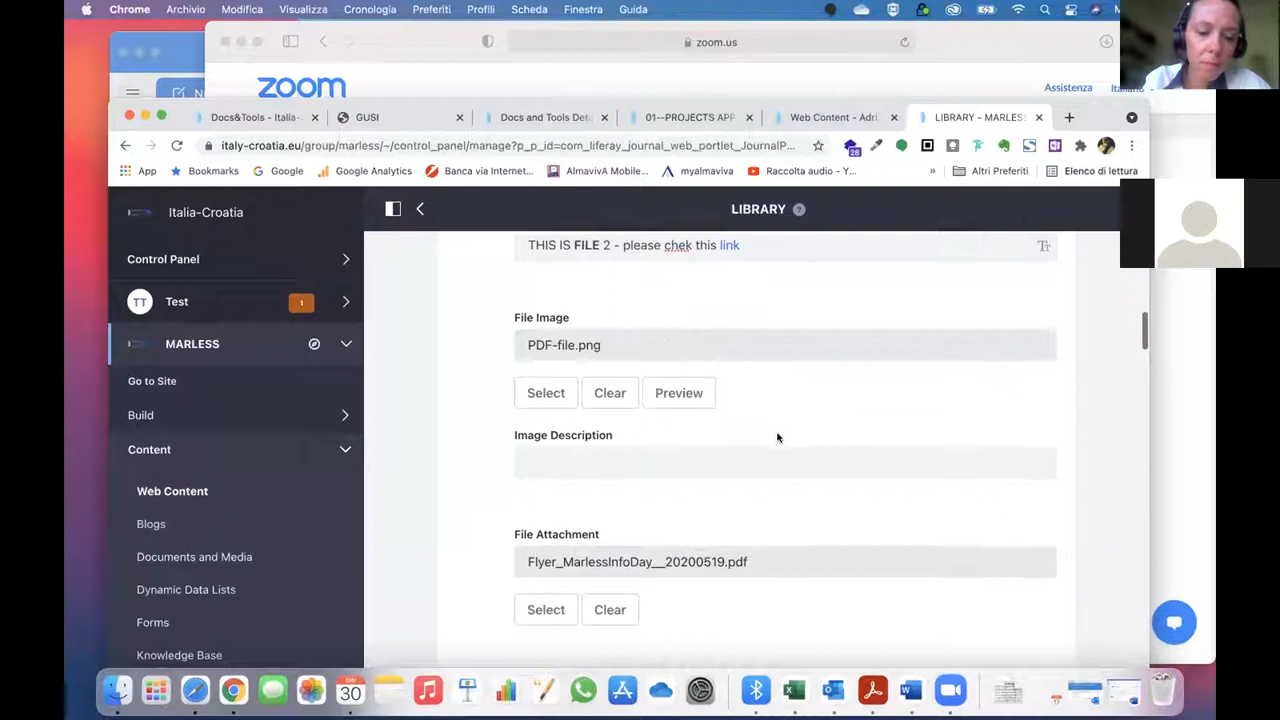 Chrome Archivio Modifica Visualizza Cronologia Preferiti Profili Scheda Finestra Guida
zoom.us
zoom
Assistenza
Docs&Tools - Italia-
GUSI
Docs and Tools Deta
01--PROJECTS APP
Web Content - Adri
LIBRARY - MARLESS
italy-croatia.eu/group/marless/~/control_panel/manage?p_p_id=com_liferay_journal_web_portlet_JournalP...
28
App Bookmarks Google Google Analytics Banca via Internet... AlmavivA Mobile... myalmaviva Raccolta audio - Y... » Altri Preferiti Elenco di lettura
Italia-Croatia
LIBRARY ?
Control Panel
TT Test 1
MARLESS
Go to Site
Build
Content
Web Content
Blogs
Documents and Media
Dynamic Data Lists
Forms
Knowledge Base
THIS IS FILE 2 - please chek this link
File Image
PDF-file.png
Select Clear Preview
Image Description
File Attachment
Flyer_MarlessInfoDay__20200519.pdf
Select Clear
30